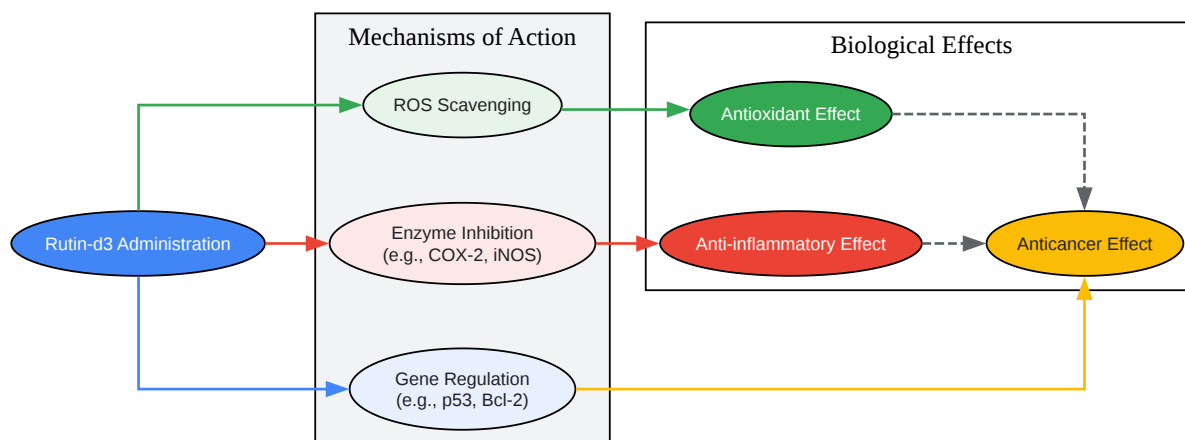 Mechanisms of Action
Biological Effects
ROS Scavenging
Antioxidant Effect
Rutin-d3 Administration
Enzyme Inhibition
(e.g., COX-2, iNOS)
Anti-inflammatory Effect
Anticancer Effect
Gene Regulation
(e.g., p53, Bcl-2)